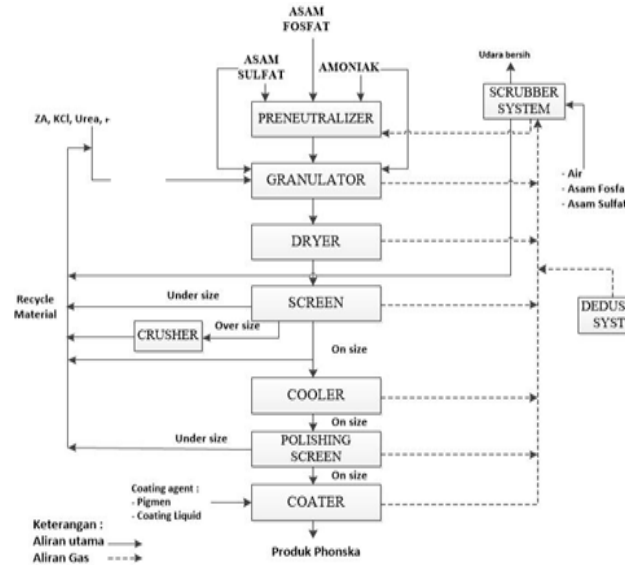 ASAM
FOSFAT
ASAM
SULFAT
AMONIAK
Udara bersih
SCRUBBER
SYSTEM
ZA, KCl, Urea,
PRENEUTRALIZER
- Air
- Asam Fosfa
- Asam Sulfat
GRANULATOR
DRYER
Recycle
Material
Under size
SCREEN
DEDUS
SYST
CRUSHER
Over size
On size
COOLER
On size
Under size
POLISHING
SCREEN
On size
Coating agent :
- Pigmen
- Coating Liquid
COATER
Keterangan :
Aliran utama
Aliran Gas
Produk Phonska